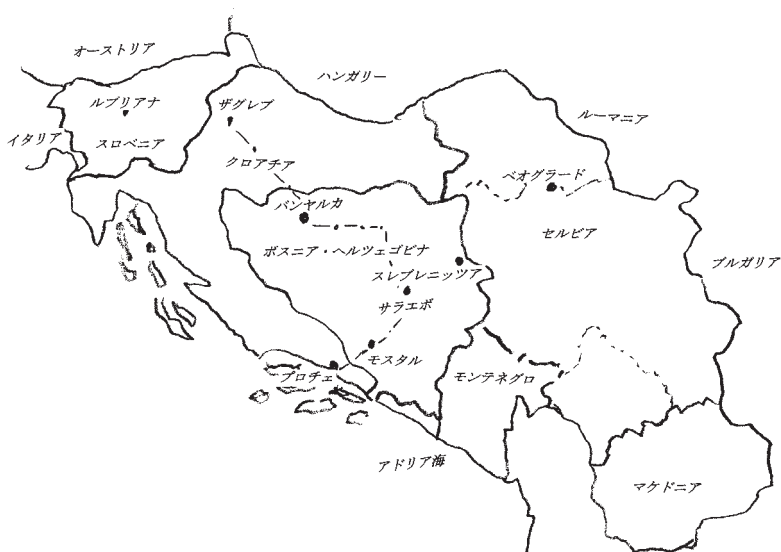 オーストリア
ハンガリー
ルーマニア
ルブリアナ
ザグレブ
イタリア
スロベニア
クロアチア
ベオグラード
バンヤルカ
セルビア
ボスニア・ヘルツェゴビナ
ブルガリア
スレブレニッツア
サラエボ
モスタル
プロチェ
モンテネグロ
アドリア海
マケドニア